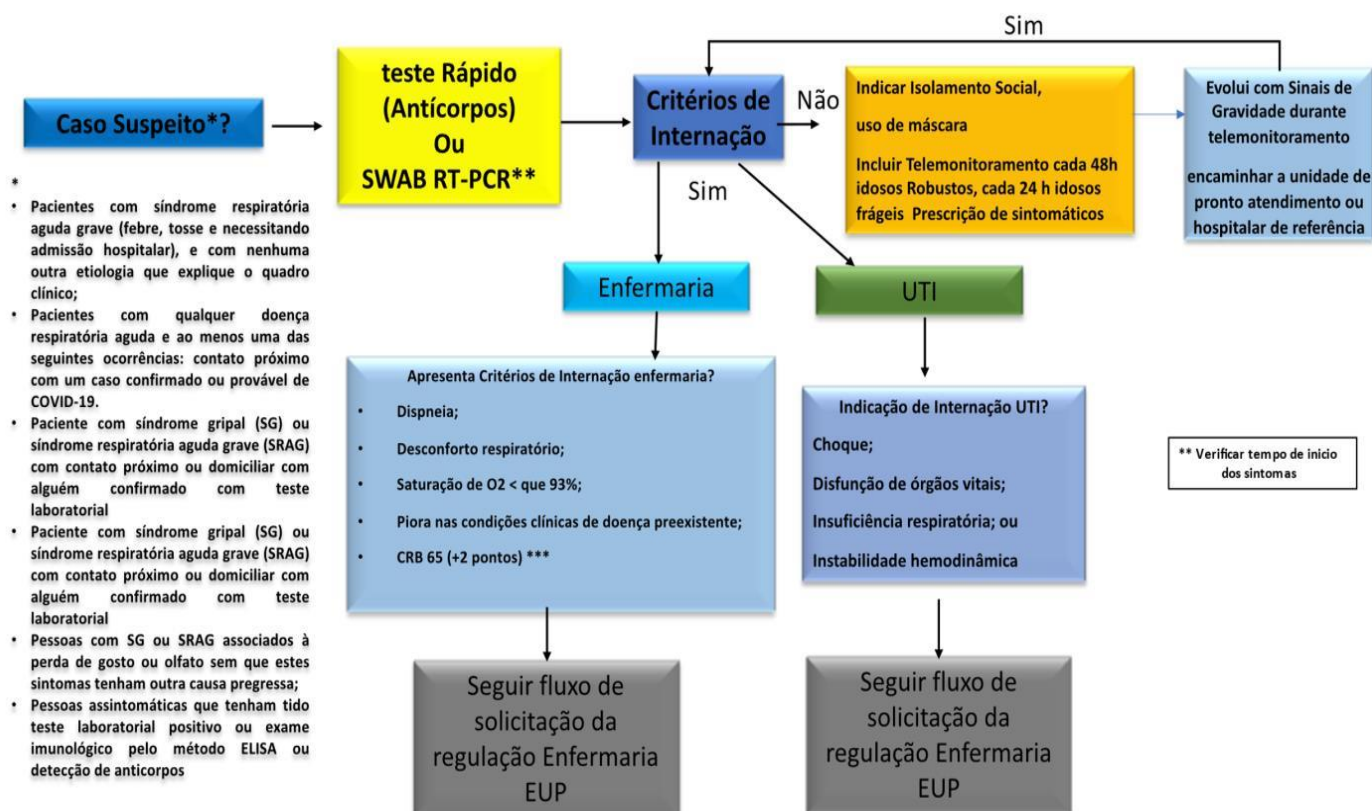 Sim
Caso Suspeito*?
teste Rápido
(Antícorpos)
Ou
SWAB RT-PCR**
Critérios de
Internação
Não
Indicar Isolamento Social,
uso de máscara
Incluir Telemonitoramento cada 48h
idosos Robustos, cada 24 h idosos
frágeis Prescrição de sintomáticos
Evolui com Sinais de
Gravidade durante
telemonitoramento
encaminhar a unidade de
pronto atendimento ou
hospitalar de referência
Sim
*
• Pacientes com síndrome respiratória
aguda grave (febre, tosse e necessitando
admissão hospitalar), e com nenhuma
outra etiologia que explique o quadro
clínico;
• Pacientes com qualquer doença
respiratória aguda e ao menos uma das
seguintes ocorrências: contato próximo
com um caso confirmado ou provável de
COVID-19.
• Paciente com síndrome gripal (SG) ou
síndrome respiratória aguda grave (SRAG)
com contato próximo ou domiciliar com
alguém confirmado com teste
laboratorial
• Paciente com síndrome gripal (SG) ou
síndrome respiratória aguda grave (SRAG)
com contato próximo ou domiciliar com
alguém confirmado com teste
laboratorial
• Pessoas com SG ou SRAG associados à
perda de gosto ou olfato sem que estes
sintomas tenham outra causa pregressa;
• Pessoas assintomáticas que tenham tido
teste laboratorial positivo ou exame
imunológico pelo método ELISA ou
detecção de anticorpos
Enfermaria
UTI
Apresenta Critérios de Internação enfermaria?
• Dispneia;
• Desconforto respiratório;
• Saturação de O2 < que 93%;
• Piora nas condições clínicas de doença preexistente;
• CRB 65 (+2 pontos) ***
Indicação de Internação UTI?
Choque;
Disfunção de órgãos vitais;
Insuficiência respiratória; ou
Instabilidade hemodinâmica
** Verificar tempo de inicio
dos sintomas
Seguir fluxo de
solicitação da
regulação Enfermaria
EUP
Seguir fluxo de
solicitação da
regulação Enfermaria
EUP